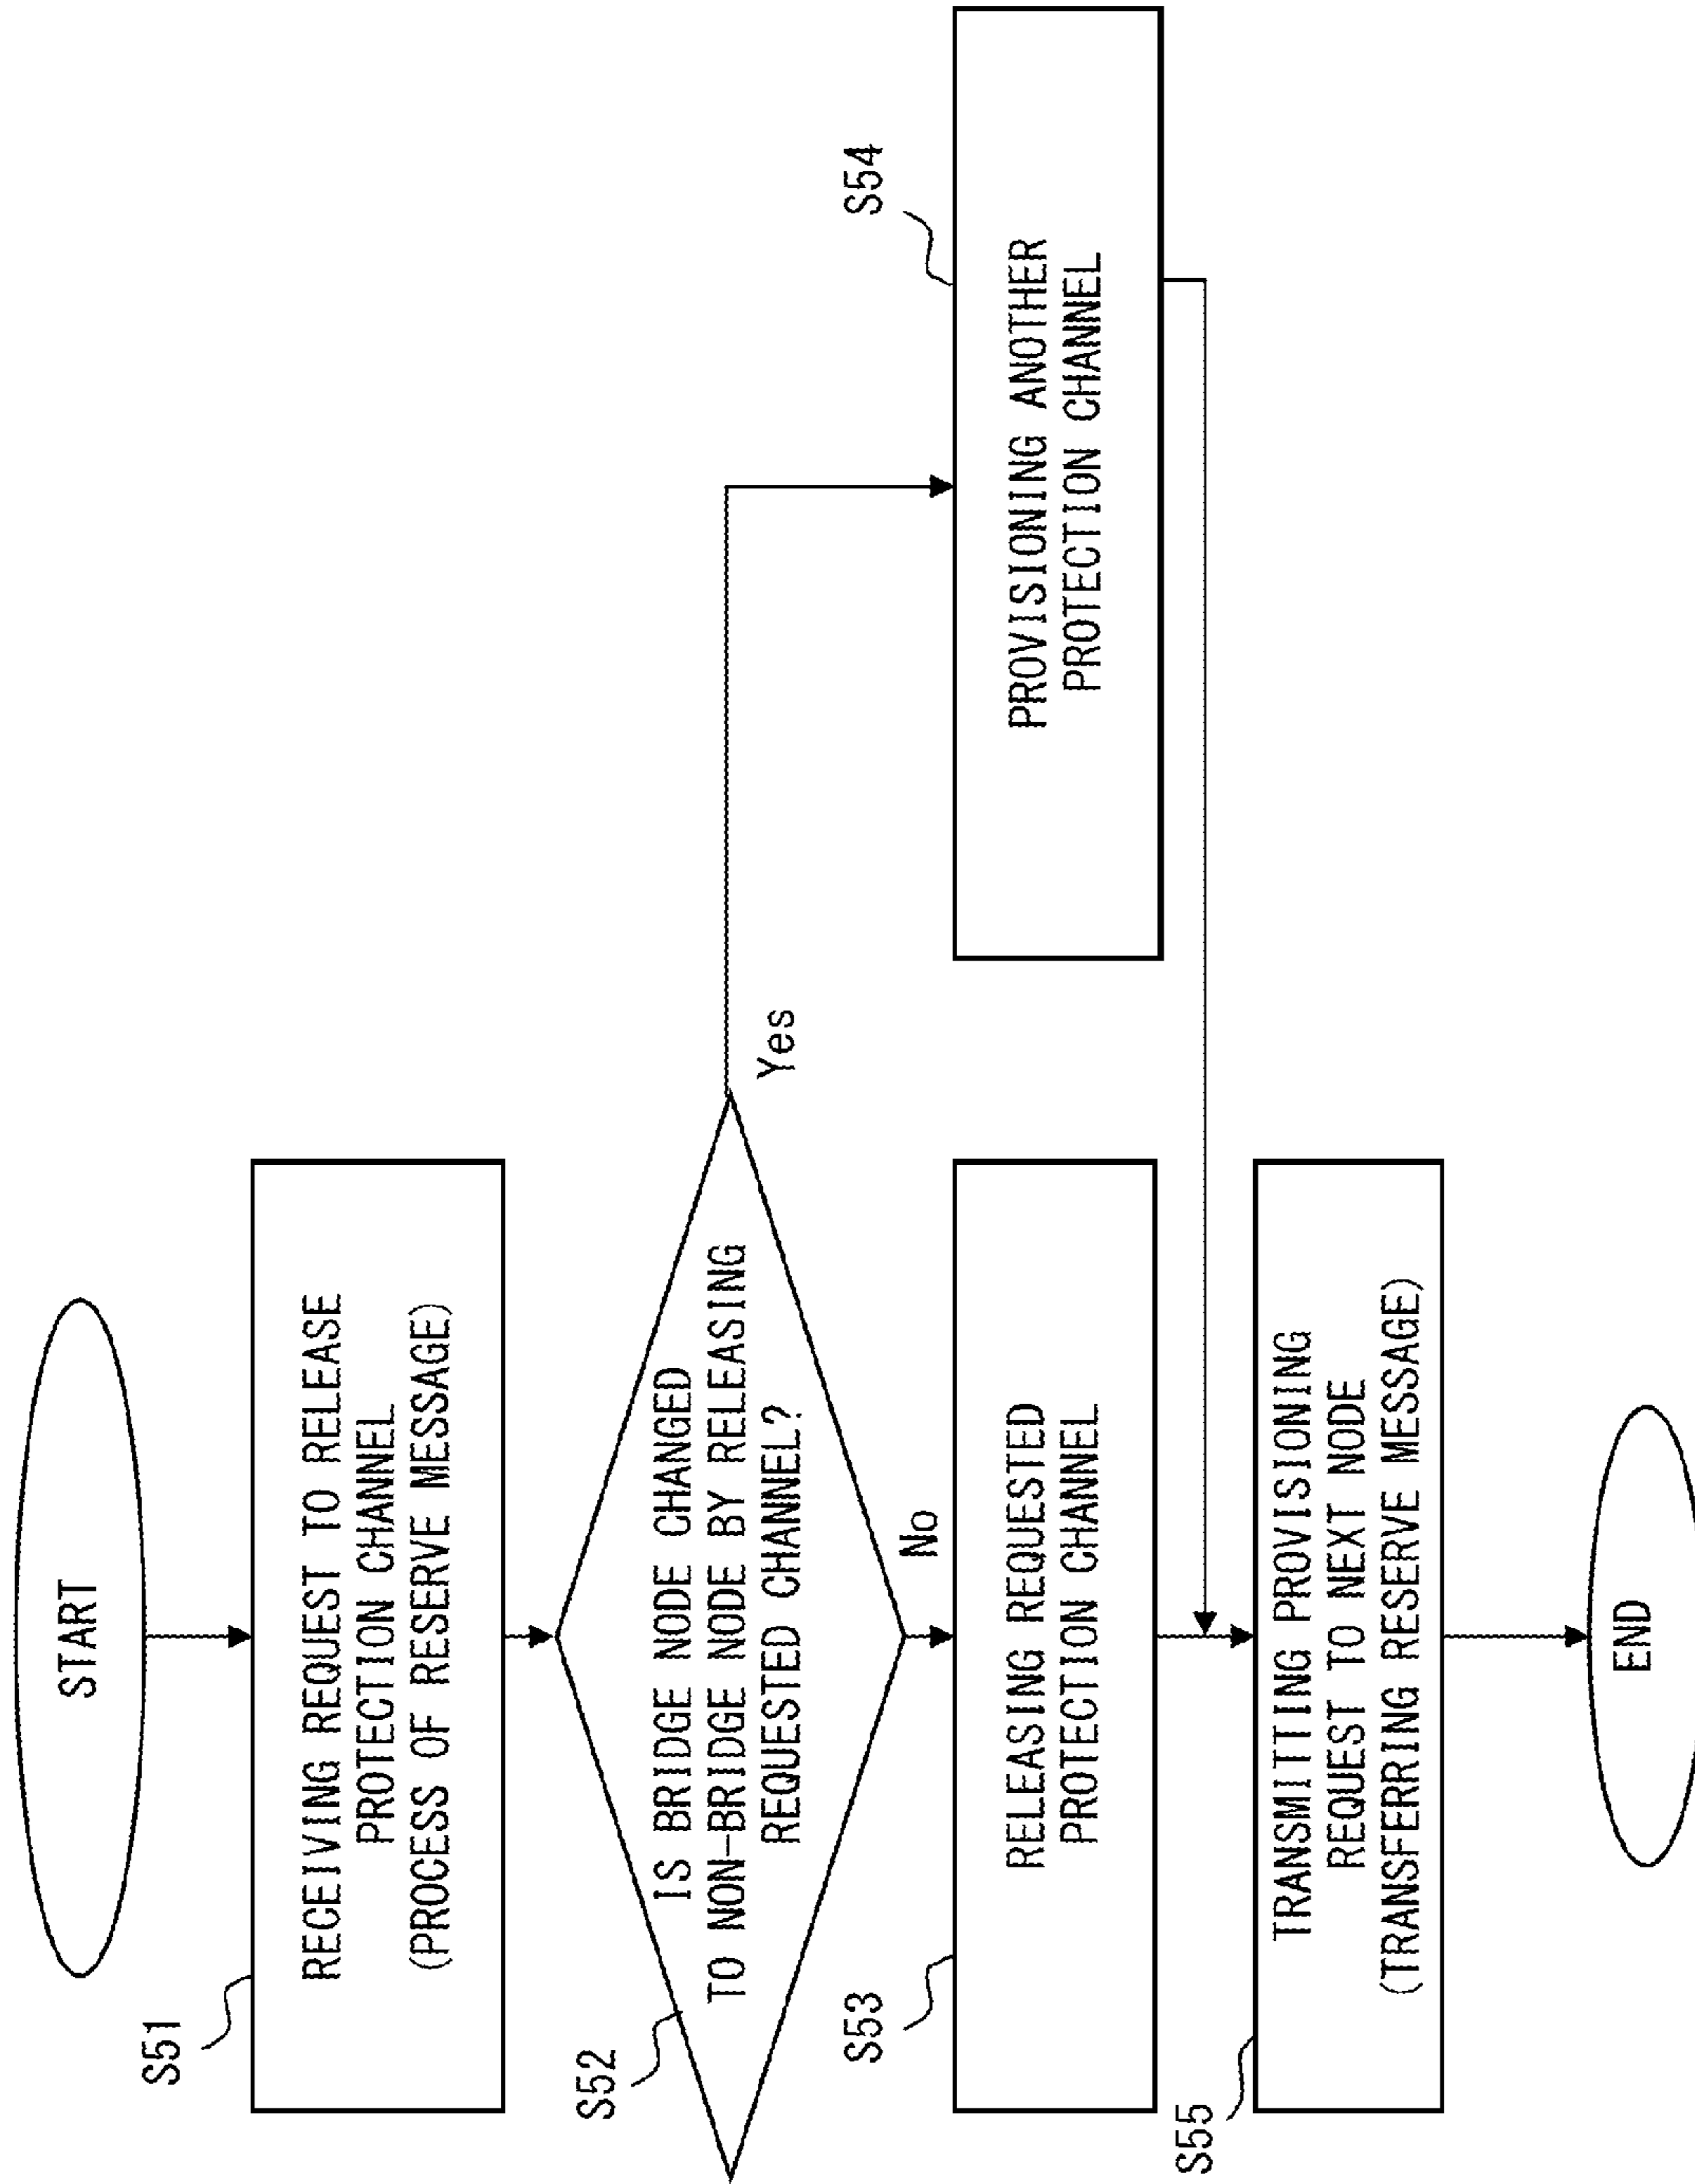 START
S51
RECEIVING REQUEST TO RELEASE
PROTECTION CHANNEL
(PROCESS OF RESERVE MESSAGE)
S52
IS BRIDGE NODE CHANGED
TO NON-BRIDGE NODE BY RELEASING
REQUESTED CHANNEL?
Yes
No
S53
RELEASING REQUESTED
PROTECTION CHANNEL
S54
PROVISIONING ANOTHER
PROTECTION CHANNEL
S55
TRANSMITTING PROVISIONING
REQUEST TO NEXT NODE
(TRANSFERRING RESERVE MESSAGE)
END